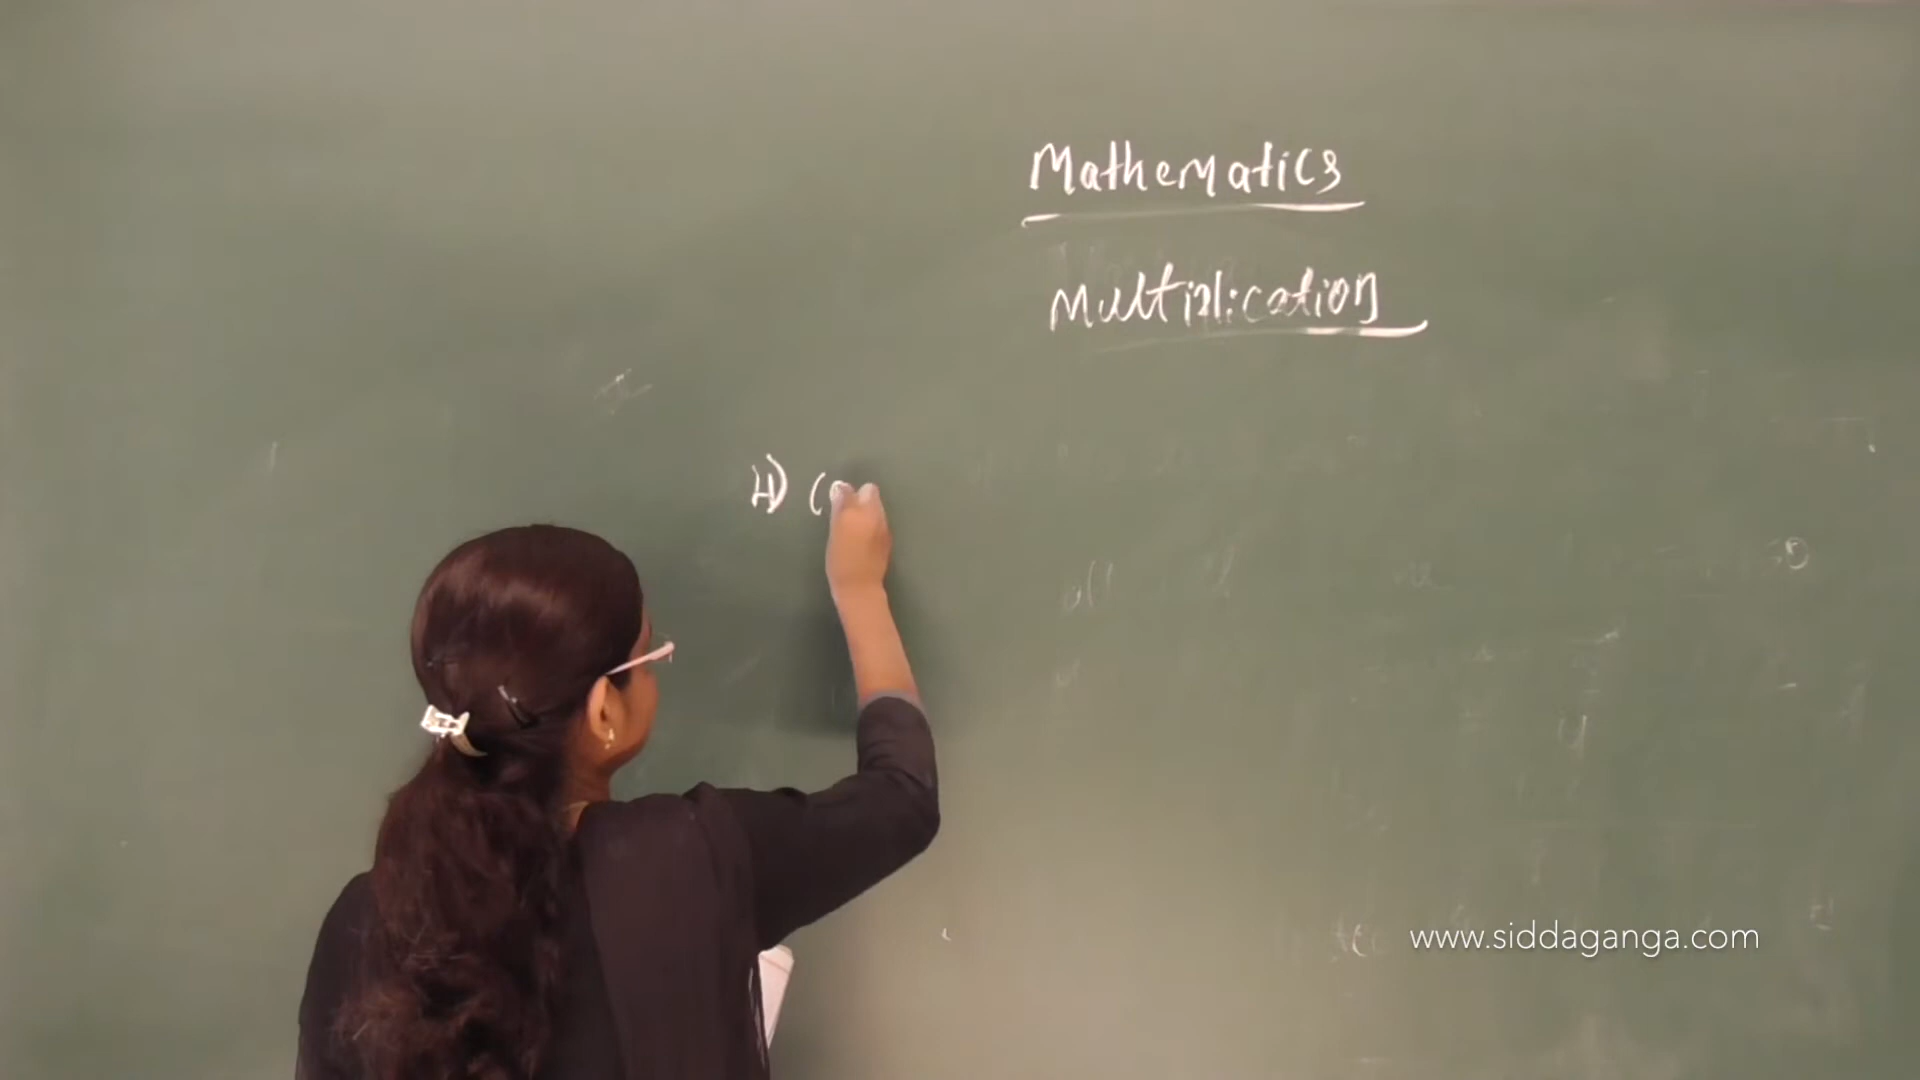 Mathematics
Multiplication
4) (
www.siddaganga.com